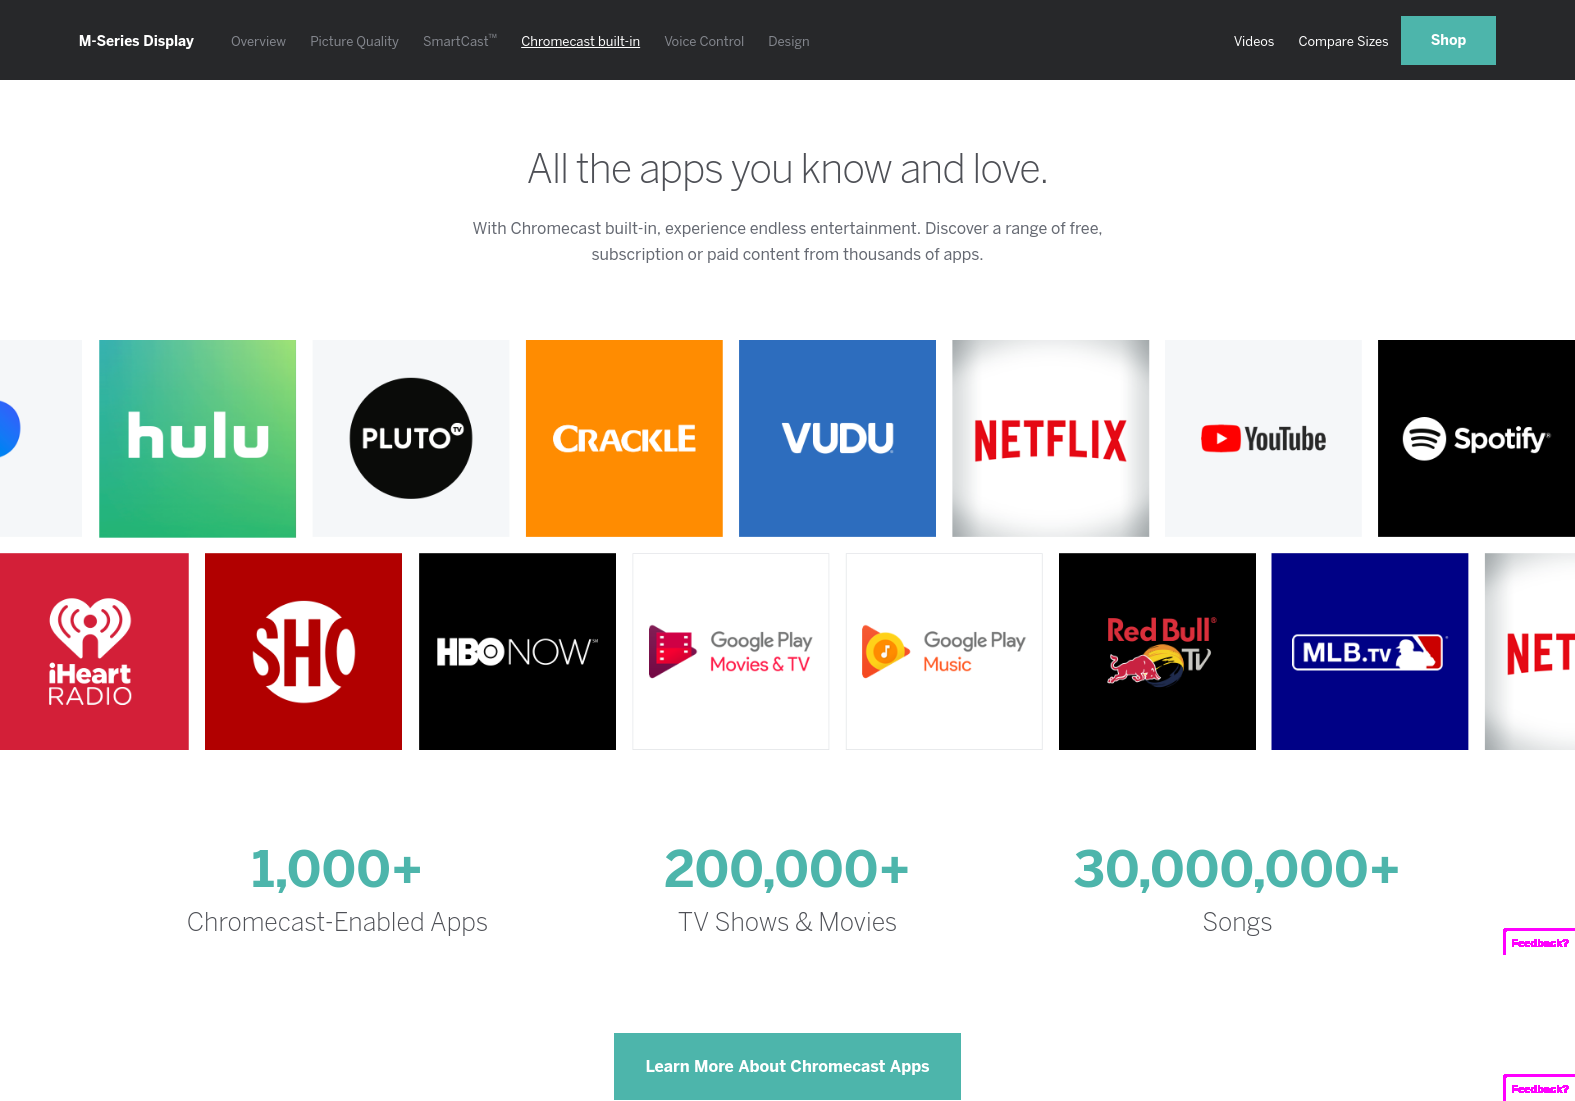 M-Series Display
Overview
Picture Quality
SmartCast™
Chromecast built-in
Voice Control
Design
Videos
Compare Sizes
Shop
All the apps you know and love.
With Chromecast built-in, experience endless entertainment. Discover a range of free,
subscription or paid content from thousands of apps.
hulu
PLUTO TV
CRACKLE
VUDU
NETFLIX
YouTube
Spotify®
iHeart
RADIO
SHO
HBO NOW℠
Google Play
Movies & TV
Google Play
Music
Red Bull®
TV
MLB.TV
NET
1,000+
Chromecast-Enabled Apps
200,000+
TV Shows & Movies
30,000,000+
Songs
Feedback?
Learn More About Chromecast Apps
Feedback?